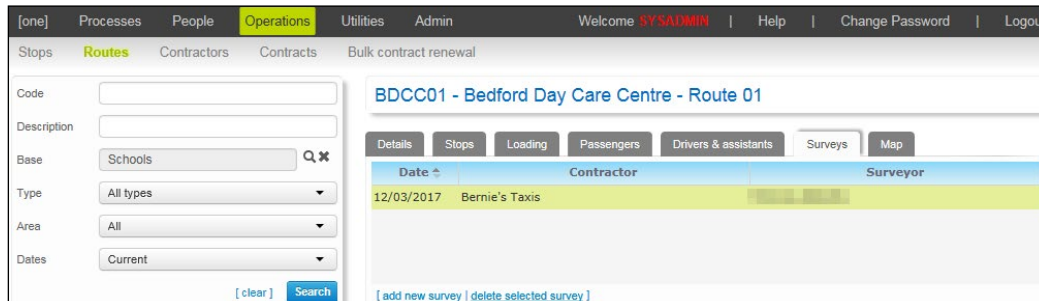 [one] Processes People Operations Utilities Admin Welcome SYSADMIN | Help | Change Password | Logou
Stops Routes Contractors Contracts Bulk contract renewal
Code
Description
Base Schools
Type All types
Area All
Dates Current
[ clear ] Search
BDCC01 - Bedford Day Care Centre - Route 01
Details Stops Loading Passengers Drivers & assistants Surveys Map
Date Contractor Surveyor
12/03/2017 Bernie's Taxis
[ add new survey | delete selected survey ]